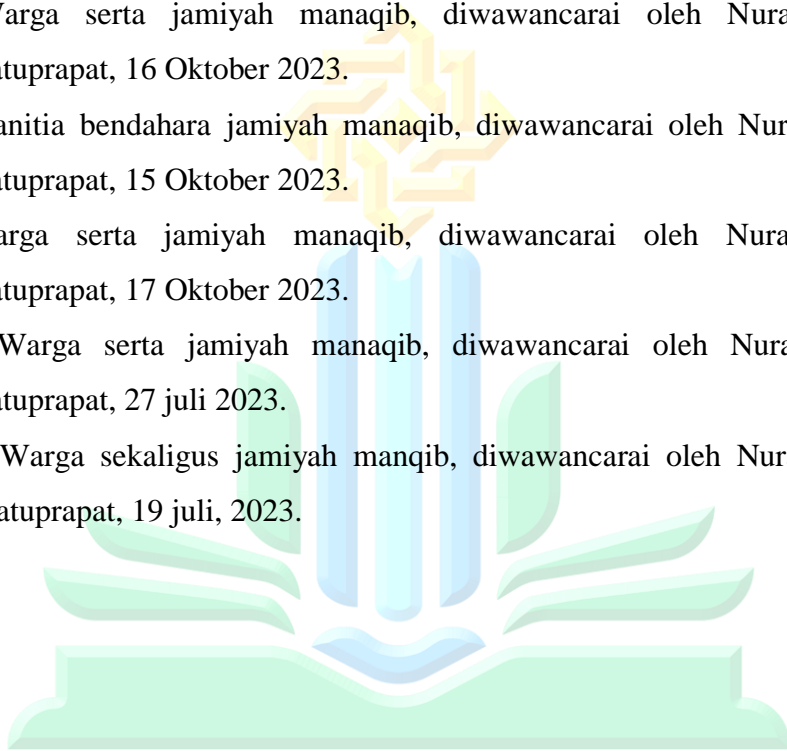 Warga serta jamiyah manaqib, diwawancarai oleh Nura
atuprapat, 16 Oktober 2023.
anitia bendahara jamiyah manaqib, diwawancarai oleh Nur
atuprapat, 15 Oktober 2023.
arga serta jamiyah manaqib, diwawancarai oleh Nura
atuprapat, 17 Oktober 2023.
Warga serta jamiyah manaqib, diwawancarai oleh Nura
atuprapat, 27 juli 2023.
Warga sekaligus jamiyah manqib, diwawancarai oleh Nur
atuprapat, 19 juli, 2023.